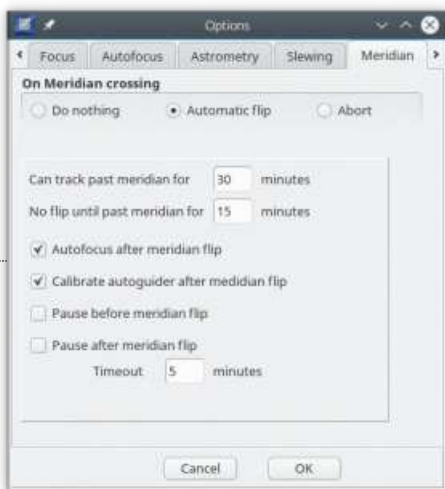 Options
Focus Autofocus Astrometry Slewing Meridian
On Meridian crossing
Do nothing Automatic flip Abort
Can track past meridian for 30 minutes
No flip until past meridian for 15 minutes
Autofocus after meridian flip
Calibrate autoguider after medidian flip
Pause before meridian flip
Pause after meridian flip
Timeout 5 minutes
Cancel OK